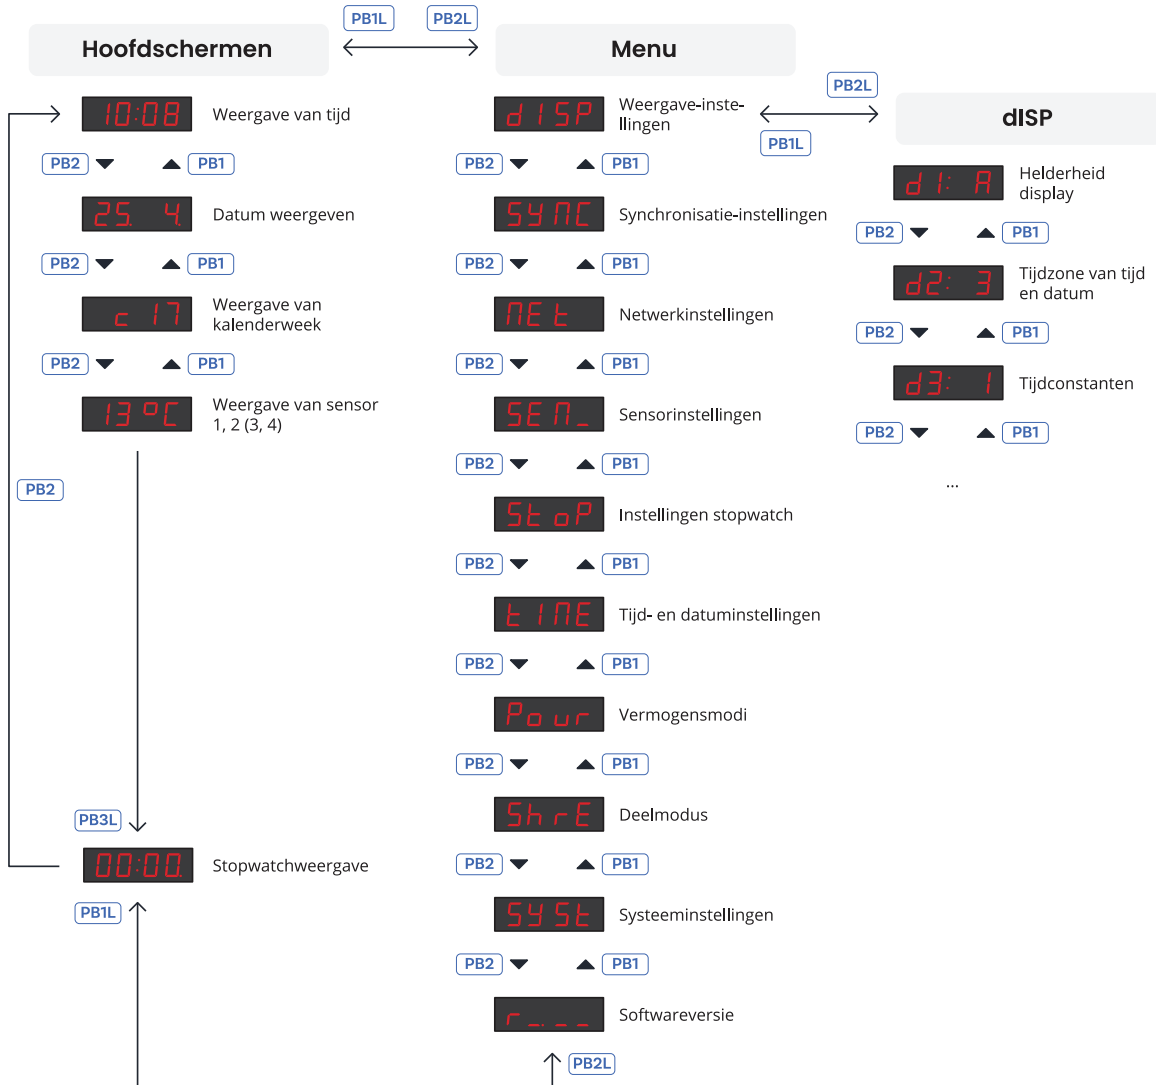 PB1L PB2L
Hoofdschermen
Menu
10:08 Weergave van tijd
PB2 PB1
25. 4. Datum weergeven
PB2 PB1
c 17 Weergave van
kalenderweek
PB2 PB1
13 °C Weergave van sensor
1, 2 (3, 4)
PB2
PB3L
00:00. Stopwatchweergave
PB1L
dISP Weergave-inste-
llingen
PB2 PB1
SYNC Synchronisatie-instellingen
PB2 PB1
NEt Netwerkinstellingen
PB2 PB1
SEN_ Sensorinstellingen
PB2 PB1
StoP Instellingen stopwatch
PB2 PB1
tIME Tijd- en datuminstellingen
PB2 PB1
Pour Vermogensmodi
PB2 PB1
ShrE Deelmodus
PB2 PB1
SYSt Systeeminstellingen
PB2 PB1
r_._ _ Softwareversie
PB2L
PB2L
PB1L
dISP
d1: A Helderheid
display
PB2 PB1
d2: 3 Tijdzone van tijd
en datum
PB2 PB1
d3: 1 Tijdconstanten
PB2 PB1
...